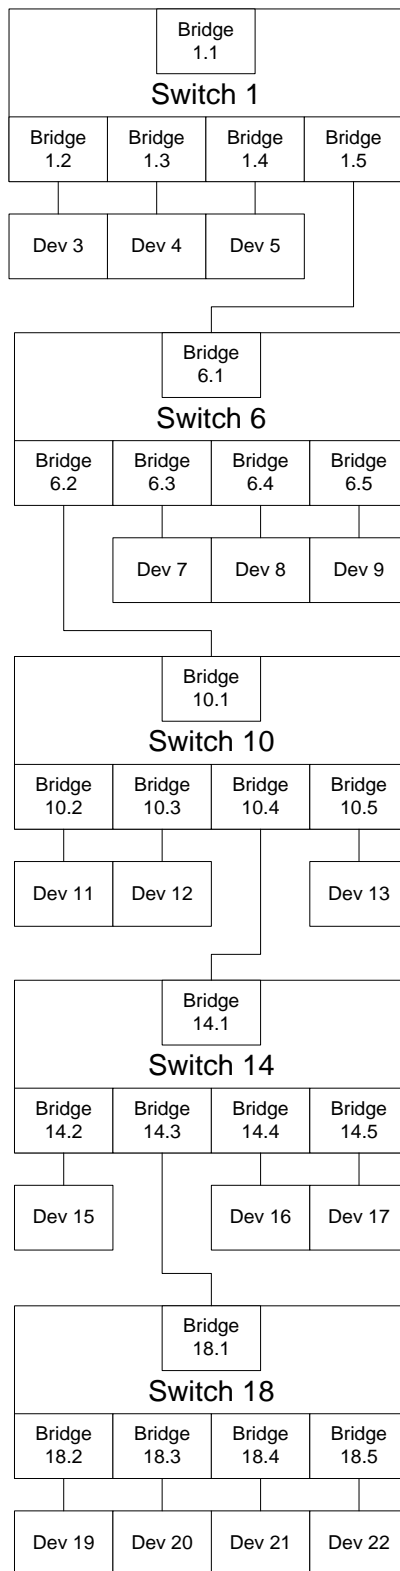 Bridge
1.1
Switch 1
Bridge
1.2
Bridge
1.3
Bridge
1.4
Bridge
1.5
Dev 3
Dev 4
Dev 5
Bridge
6.1
Switch 6
Bridge
6.2
Bridge
6.3
Bridge
6.4
Bridge
6.5
Dev 7
Dev 8
Dev 9
Bridge
10.1
Switch 10
Bridge
10.2
Bridge
10.3
Bridge
10.4
Bridge
10.5
Dev 11
Dev 12
Dev 13
Bridge
14.1
Switch 14
Bridge
14.2
Bridge
14.3
Bridge
14.4
Bridge
14.5
Dev 15
Dev 16
Dev 17
Bridge
18.1
Switch 18
Bridge
18.2
Bridge
18.3
Bridge
18.4
Bridge
18.5
Dev 19
Dev 20
Dev 21
Dev 22